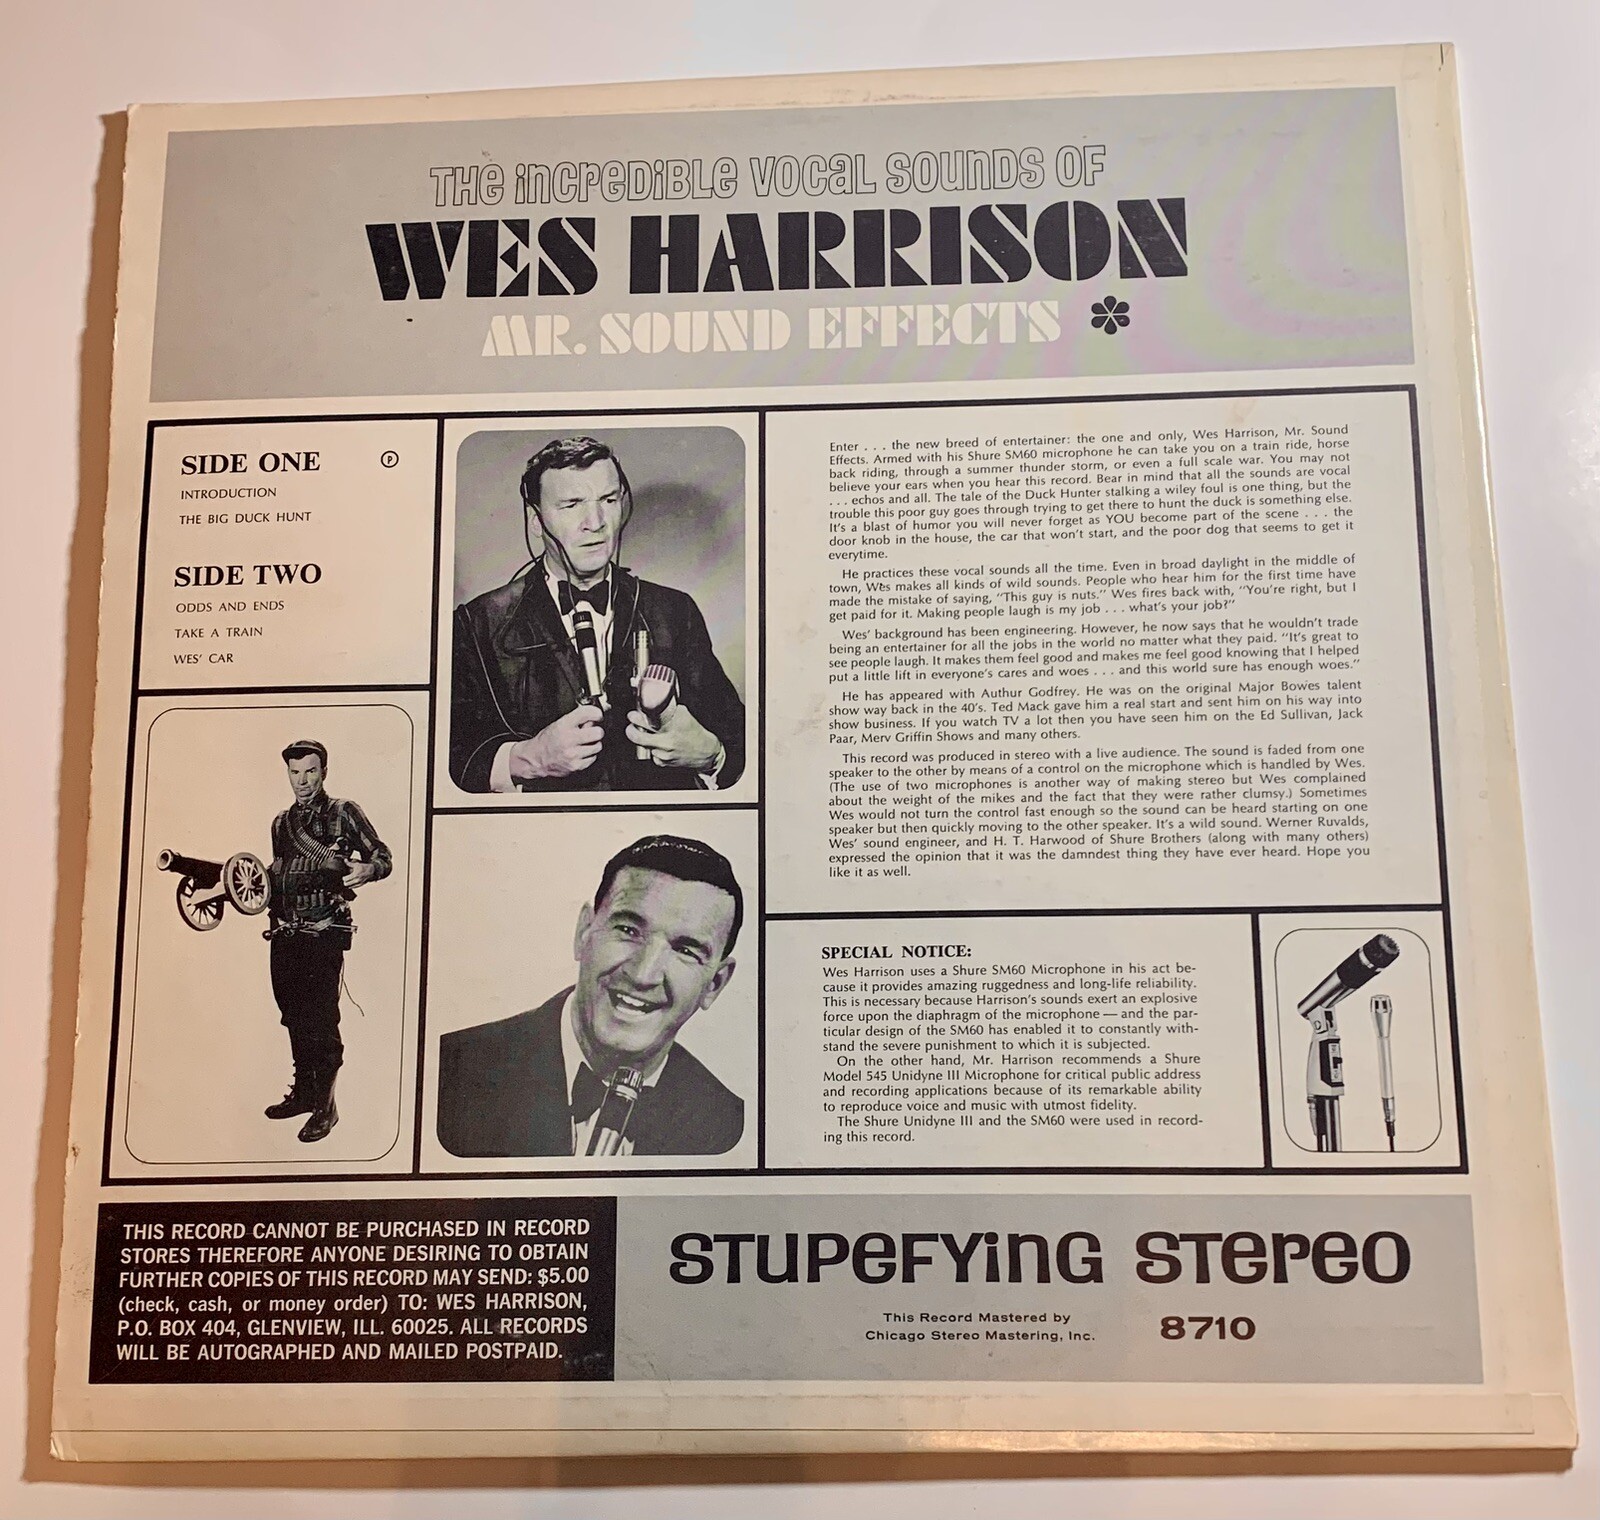 THE INCREDIBLE VOCAL SOUNDS OF
WES HARRISON
MR. SOUND EFFECTS
SIDE ONE
℗
INTRODUCTION
THE BIG DUCK HUNT
SIDE TWO
ODDS AND ENDS
TAKE A TRAIN
WES' CAR
Enter . . . the new breed of entertainer: the one and only, Wes Harrison, Mr. Sound
Effects. Armed with his Shure SM60 microphone he can take you on a train ride, horse
back riding, through a summer thunder storm, or even a full scale war. You may not
believe your ears when you hear this record. Bear in mind that all the sounds are vocal
. . . echos and all. The tale of the Duck Hunter stalking a wiley foul is one thing, but the
trouble this poor guy goes through trying to get there to hunt the duck is something else.
It's a blast of humor you will never forget as YOU become part of the scene . . . the
door knob in the house, the car that won't start, and the poor dog that seems to get it
everytime.
He practices these vocal sounds all the time. Even in broad daylight in the middle of
town, Wes makes all kinds of wild sounds. People who hear him for the first time have
made the mistake of saying, "This guy is nuts." Wes fires back with, "You're right, but I
get paid for it. Making people laugh is my job . . . what's your job?"
Wes' background has been engineering. However, he now says that he wouldn't trade
being an entertainer for all the jobs in the world no matter what they paid. "It's great to
see people laugh. It makes them feel good and makes me feel good knowing that I helped
put a little lift in everyone's cares and woes . . . and this world sure has enough woes."
He has appeared with Authur Godfrey. He was on the original Major Bowes talent
show way back in the 40's. Ted Mack gave him a real start and sent him on his way into
show business. If you watch TV a lot then you have seen him on the Ed Sullivan, Jack
Paar, Merv Griffin Shows and many others.
This record was produced in stereo with a live audience. The sound is faded from one
speaker to the other by means of a control on the microphone which is handled by Wes.
(The use of two microphones is another way of making stereo but Wes complained
about the weight of the mikes and the fact that they were rather clumsy.) Sometimes
Wes would not turn the control fast enough so the sound can be heard starting on one
speaker but then quickly moving to the other speaker. It's a wild sound. Werner Ruvalds,
Wes' sound engineer, and H. T. Harwood of Shure Brothers (along with many others)
expressed the opinion that it was the damndest thing they have ever heard. Hope you
like it as well.
SPECIAL NOTICE:
Wes Harrison uses a Shure SM60 Microphone in his act be-
cause it provides amazing ruggedness and long-life reliability.
This is necessary because Harrison's sounds exert an explosive
force upon the diaphragm of the microphone — and the par-
ticular design of the SM60 has enabled it to constantly with-
stand the severe punishment to which it is subjected.
On the other hand, Mr. Harrison recommends a Shure
Model 545 Unidyne III Microphone for critical public address
and recording applications because of its remarkable ability
to reproduce voice and music with utmost fidelity.
The Shure Unidyne III and the SM60 were used in record-
ing this record.
THIS RECORD CANNOT BE PURCHASED IN RECORD
STORES THEREFORE ANYONE DESIRING TO OBTAIN
FURTHER COPIES OF THIS RECORD MAY SEND: $5.00
(check, cash, or money order) TO: WES HARRISON,
P.O. BOX 404, GLENVIEW, ILL. 60025. ALL RECORDS
WILL BE AUTOGRAPHED AND MAILED POSTPAID.
STUPEFYING STEREO
This Record Mastered by
Chicago Stereo Mastering, Inc.
8710